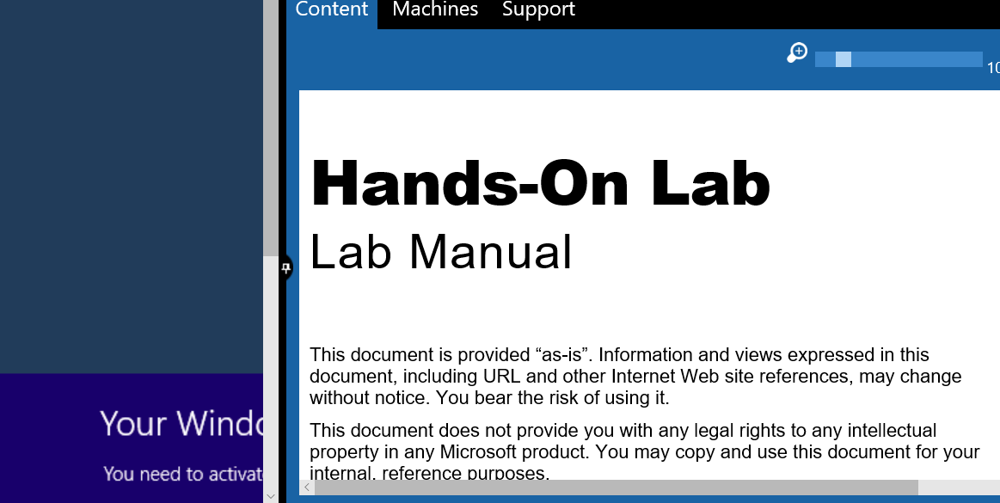 Content Machines Support
10
Hands-On Lab
Lab Manual
This document is provided “as-is”. Information and views expressed in this
document, including URL and other Internet Web site references, may change
without notice. You bear the risk of using it.
This document does not provide you with any legal rights to any intellectual
property in any Microsoft product. You may copy and use this document for your
internal, reference purposes.
Your Windo
You need to activat